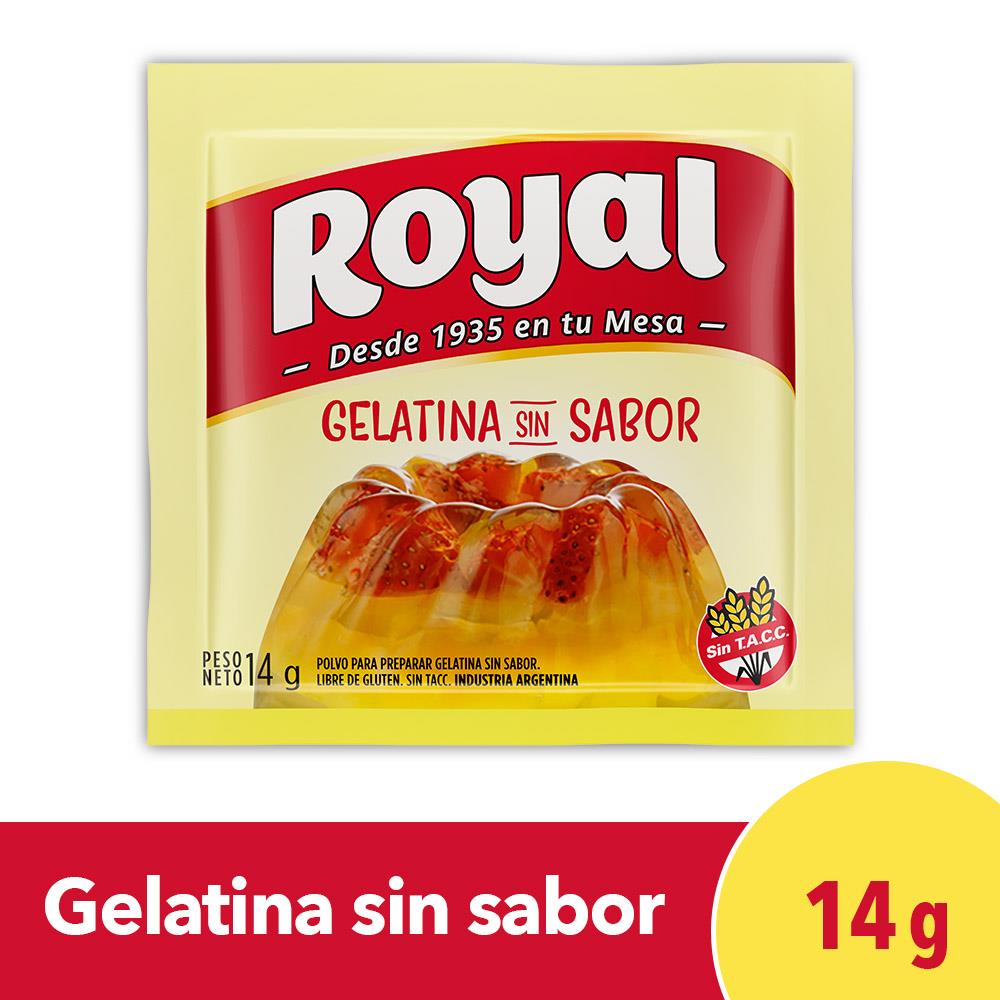 Royal
— Desde 1935 en tu Mesa —
GELATINA SIN SABOR
Sin T.A.C.C.
PESO NETO 14 g
POLVO PARA PREPARAR GELATINA SIN SABOR.
LIBRE DE GLUTEN. SIN TACC. INDUSTRIA ARGENTINA
Gelatina sin sabor
14 g